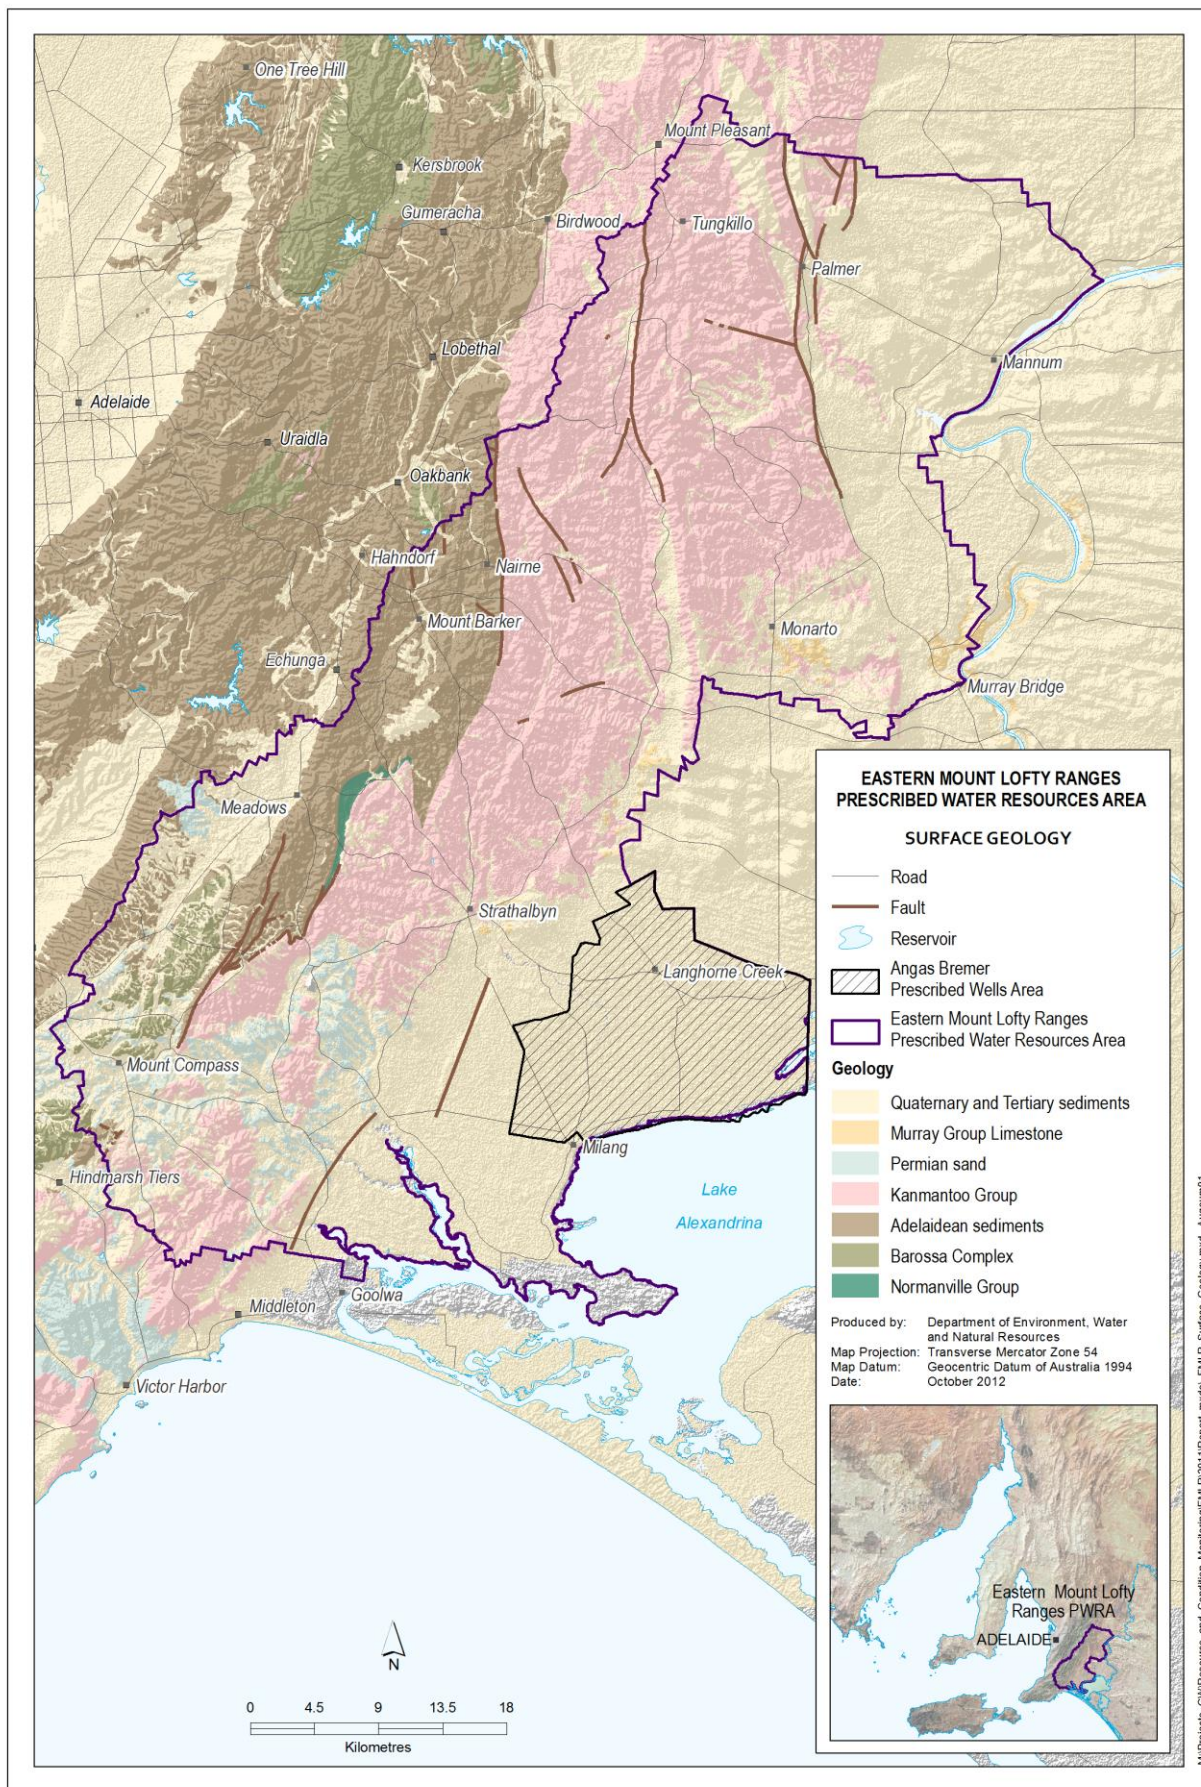 One Tree Hill
Mount Pleasant
Kersbrook
Gumeracha
Birdwood
Tungkillo
Palmer
Lobethal
Mannum
Adelaide
Uraidla
Oakbank
Hahndorf
Nairne
Mount Barker
Monarto
Echunga
Murray Bridge
Meadows
Strathalbyn
Langhorne Creek
Mount Compass
Milang
Hindmarsh Tiers
Lake
Alexandrina
Goolwa
Middleton
Victor Harbor
N
0 4.5 9 13.5 18
Kilometres
EASTERN MOUNT LOFTY RANGES
PRESCRIBED WATER RESOURCES AREA
SURFACE GEOLOGY
Road
Fault
Reservoir
Angas Bremer
Prescribed Wells Area
Eastern Mount Lofty Ranges
Prescribed Water Resources Area
Geology
Quaternary and Tertiary sediments
Murray Group Limestone
Permian sand
Kanmantoo Group
Adelaidean sediments
Barossa Complex
Normanville Group
Produced by: Department of Environment, Water
and Natural Resources
Map Projection: Transverse Mercator Zone 54
Map Datum: Geocentric Datum of Australia 1994
Date: October 2012
Eastern Mount Lofty
Ranges PWRA
ADELAIDE